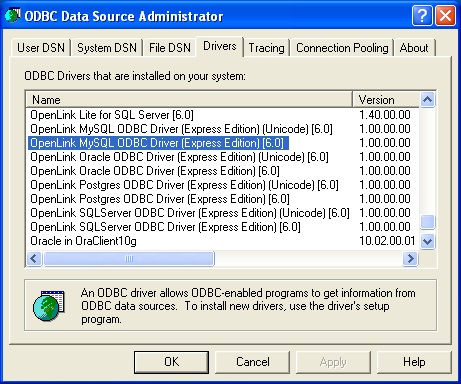 ODBC Data Source Administrator
User DSN System DSN File DSN Drivers Tracing Connection Pooling About
ODBC Drivers that are installed on your system:
Name Version
OpenLink Lite for SQL Server [6.0] 1.40.00.00
OpenLink MySQL ODBC Driver (Express Edition) (Unicode) [6.0] 1.00.00.00
OpenLink MySQL ODBC Driver (Express Edition) [6.0] 1.00.00.00
OpenLink Oracle ODBC Driver (Express Edition) (Unicode) [6.0] 1.00.00.00
OpenLink Oracle ODBC Driver (Express Edition) [6.0] 1.00.00.00
OpenLink Postgres ODBC Driver (Express Edition) (Unicode) [6.0] 1.00.00.00
OpenLink Postgres ODBC Driver (Express Edition) [6.0] 1.00.00.00
OpenLink SQLServer ODBC Driver (Express Edition) (Unicode) [6.0] 1.00.00.00
OpenLink SQLServer ODBC Driver (Express Edition) [6.0] 1.00.00.00
Oracle in OraClient10g 10.02.00.01
An ODBC driver allows ODBC-enabled programs to get information from
ODBC data sources. To install new drivers, use the driver's setup
program.
OK Cancel Apply Help